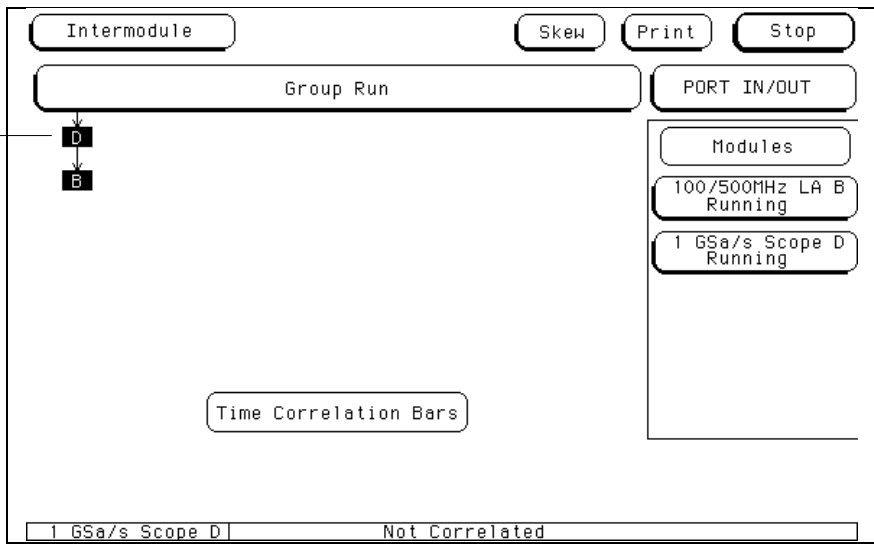 Intermodule
Skew
Print
Stop
Group Run
PORT IN/OUT
D
B
Modules
100/500MHz LA B
Running
1 GSa/s Scope D
Running
Time Correlation Bars
1 GSa/s Scope D
Not Correlated